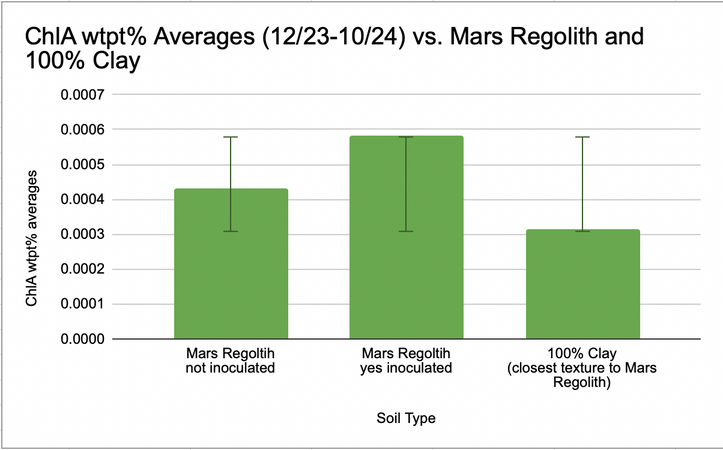 ChlA wtpt% Averages (12/23-10/24) vs. Mars Regolith and
100% Clay
0.0007
0.0006
0.0005
0.0004
0.0003
0.0002
0.0001
0.0000
ChlA wtpt% averages
Mars Regoltih
not inoculated
Mars Regoltih
yes inoculated
100% Clay
(closest texture to Mars
Regolith)
Soil Type